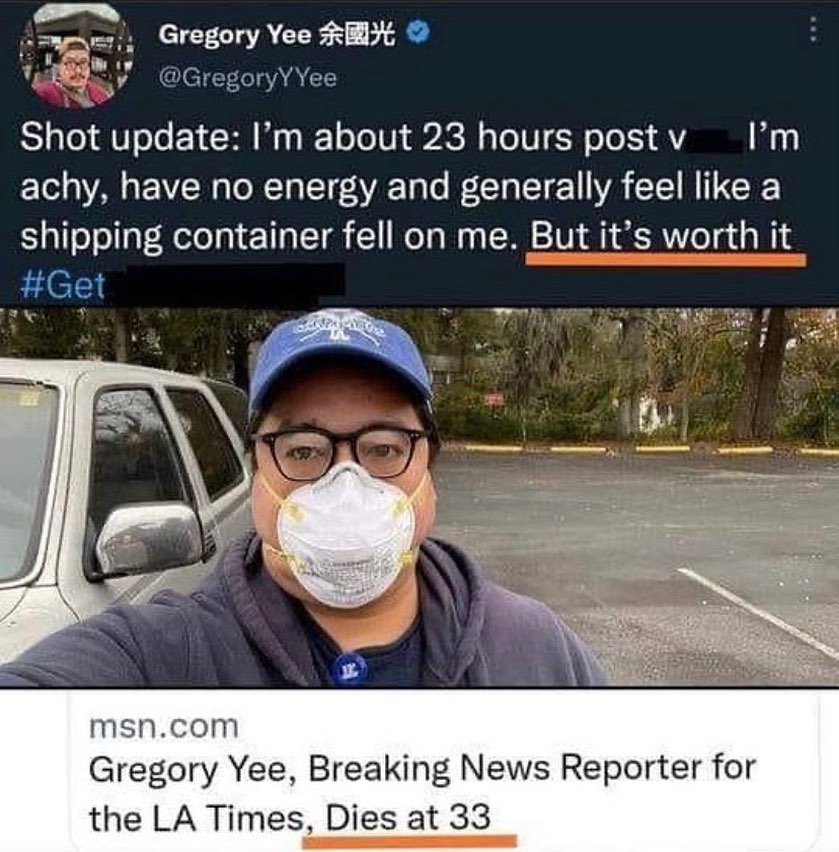 Gregory Yee 余國光
@GregoryYYee
Shot update: I'm about 23 hours post v I'm
achy, have no energy and generally feel like a
shipping container fell on me. But it's worth it
#Get
msn.com
Gregory Yee, Breaking News Reporter for
the LA Times, Dies at 33